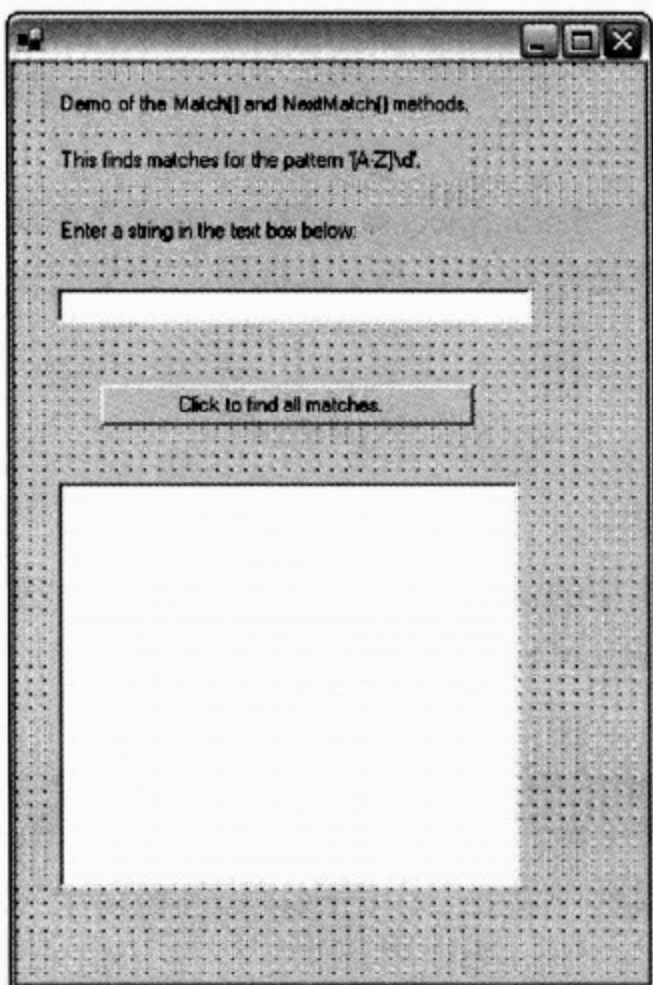 Demo of the Match() and NextMatch() methods.
This finds matches for the pattern '[A-Z]\d'.
Enter a string in the text box below:
Click to find all matches.